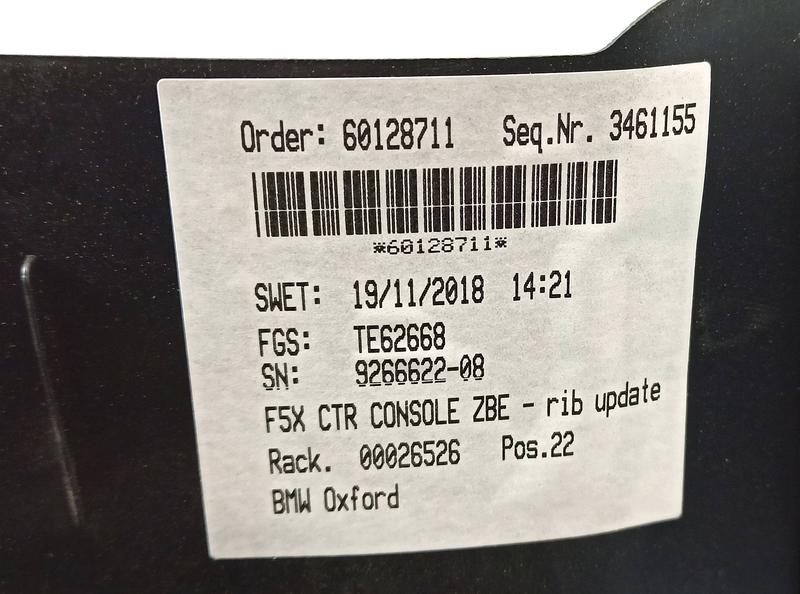 Order: 60128711 Seq.Nr. 3461155
*60128711*
SWET: 19/11/2018 14:21
FGS: TE62668
SN: 9266622-08
F5X CTR CONSOLE ZBE - rib update
Rack. 00026526 Pos.22
BMW Oxford